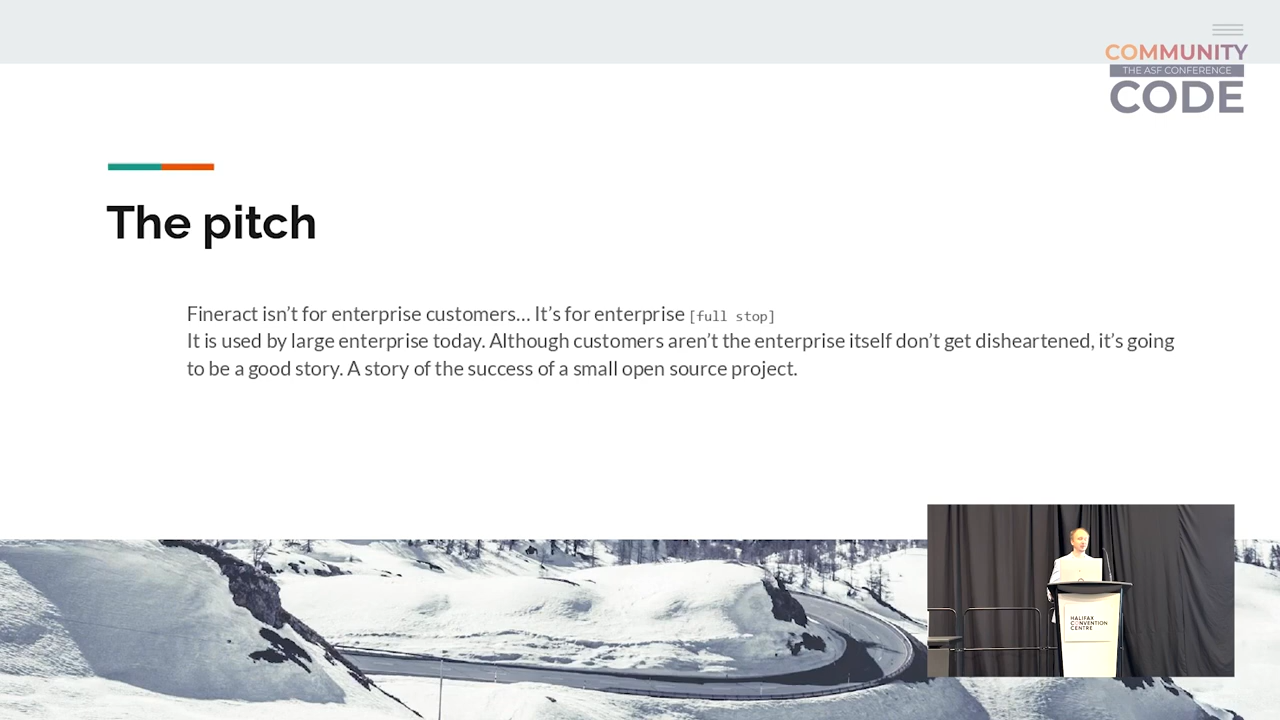 COMMUNITY
THE ASF CONFERENCE
CODE
The pitch
Fineract isn’t for enterprise customers… It’s for enterprise [full stop]
It is used by large enterprise today. Although customers aren’t the enterprise itself don’t get disheartened, it’s going
to be a good story. A story of the success of a small open source project.
HALIFAX
CONVENTION
CENTRE